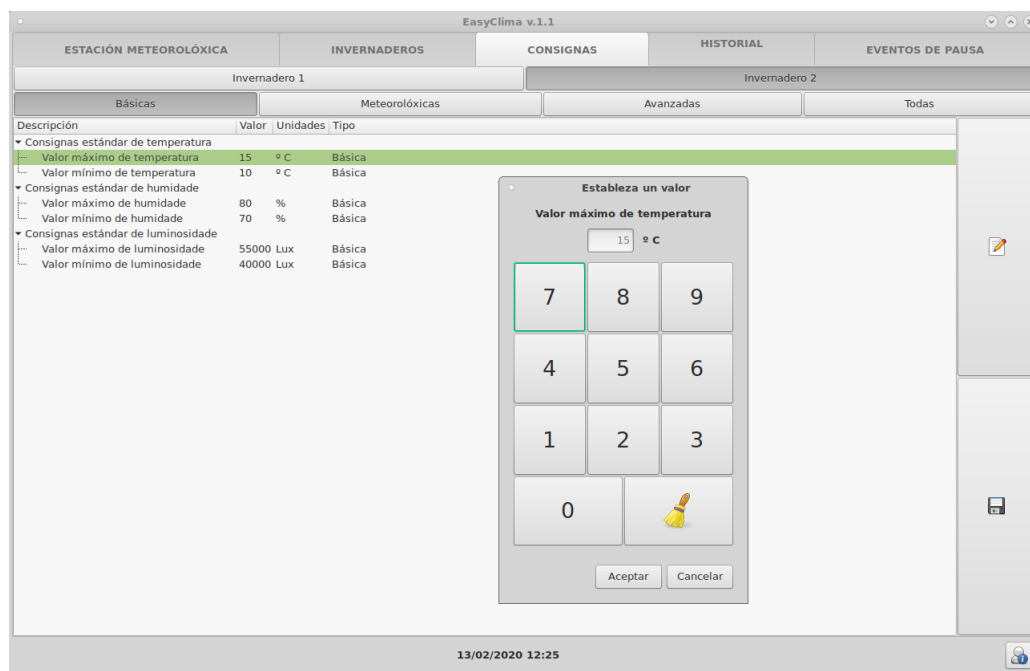 EasyClima v.1.1
ESTACIÓN METEOROLÓXICA INVERNADEROS CONSIGNAS HISTORIAL EVENTOS DE PAUSA
Invernadero 1 Invernadero 2
Básicas Meteorolóxicas Avanzadas Todas
Descripción Valor Unidades Tipo
Consignas estándar de temperatura
Valor máximo de temperatura 15 º C Básica
Valor mínimo de temperatura 10 º C Básica
Consignas estándar de humidade
Valor máximo de humidade 80 % Básica
Valor mínimo de humidade 70 % Básica
Consignas estándar de luminosidade
Valor máximo de luminosidade 55000 Lux Básica
Valor mínimo de luminosidade 40000 Lux Básica
Estableza un valor
Valor máximo de temperatura
15 º C
7 8 9
4 5 6
1 2 3
0
Aceptar Cancelar
13/02/2020 12:25